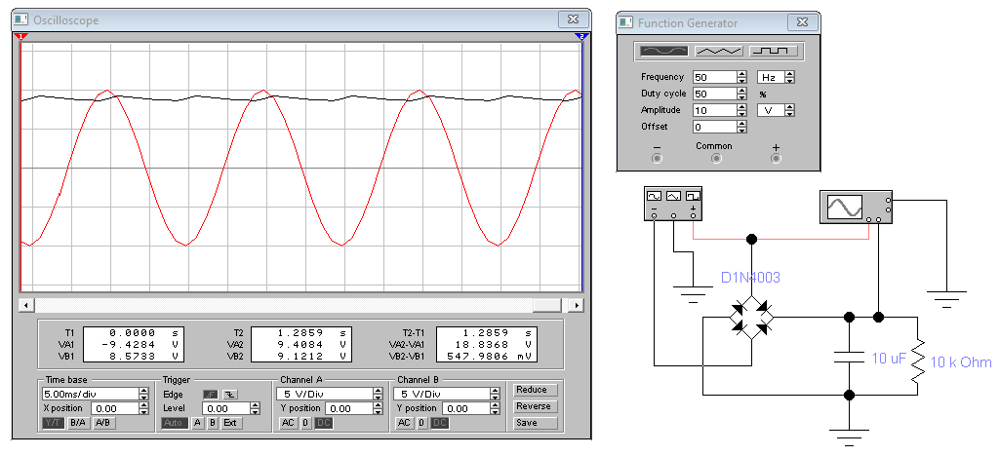 Oscilloscope
1
2
T1 0.0000 s
VA1 -9.4284 V
VB1 8.5733 V
T2 1.2859 s
VA2 9.4084 V
VB2 9.1212 V
T2-T1 1.2859 s
VA2-VA1 18.8368 V
VB2-VB1 547.9806 mV
Time base
5.00ms/div
X position 0.00
Y/T B/A A/B
Trigger
Edge
Level 0.00
Auto A B Ext
Channel A
5 V/Div
Y position 0.00
AC 0 DC
Channel B
5 V/Div
Y position 0.00
AC 0 DC
Reduce
Reverse
Save
Function Generator
Frequency 50 Hz
Duty cycle 50 %
Amplitude 10 V
Offset 0
− Common +
− +
D1N4003
10 uF
10 k Ohm